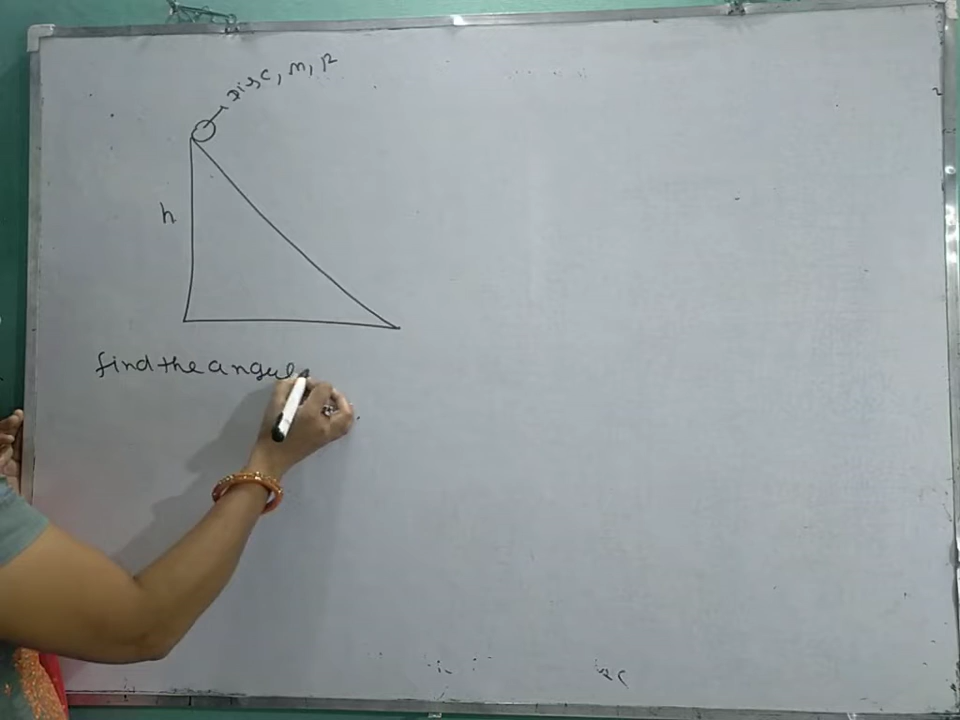 disc, m, R
h
find the angul